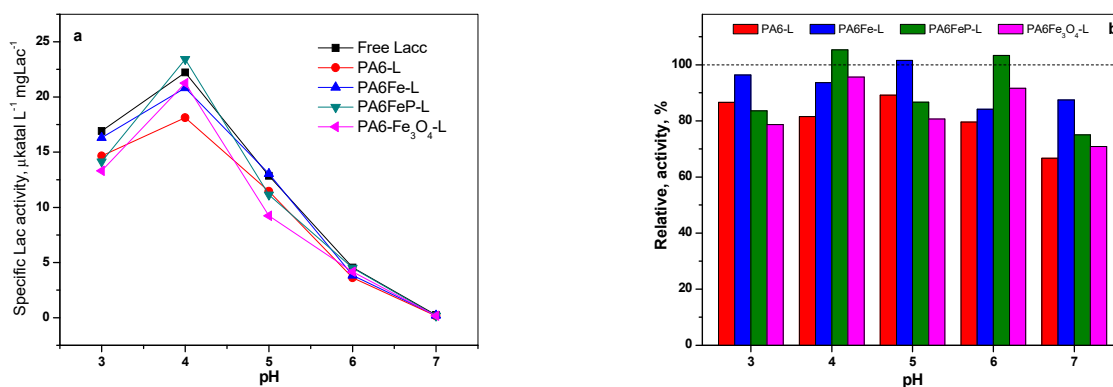 a
Specific Lac activity, μkatal L⁻¹ mgLac⁻¹
25
20
15
10
5
0
Free Lacc
PA6-L
PA6Fe-L
PA6FeP-L
PA6-Fe₃O₄-L
3 4 5 6 7
pH
PA6-L PA6Fe-L PA6FeP-L PA6Fe₃O₄-L
b
Relative, activity, %
100
80
60
40
20
0
3 4 5 6 7
pH